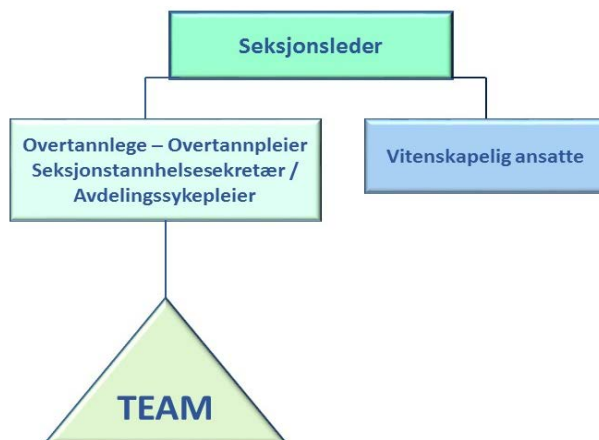 Seksjonsleder
Overtannlege – Overtannpleier
Seksjonstannhelsesekretær /
Avdelingssykepleier
Vitenskapelig ansatte
TEAM